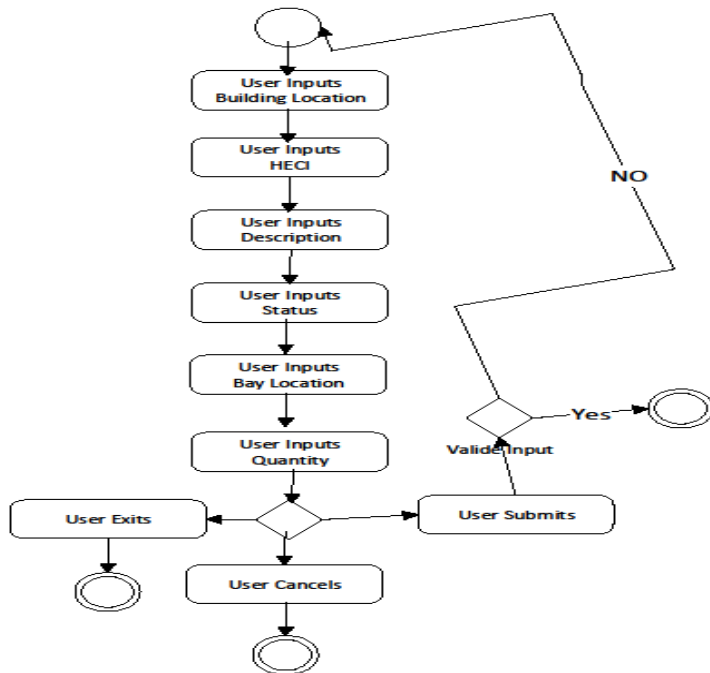 User Inputs
Building Location
User Inputs
HECI
User Inputs
Description
User Inputs
Status
User Inputs
Bay Location
User Inputs
Quantity
NO
Yes
Valide Input
User Exits
User Submits
User Cancels